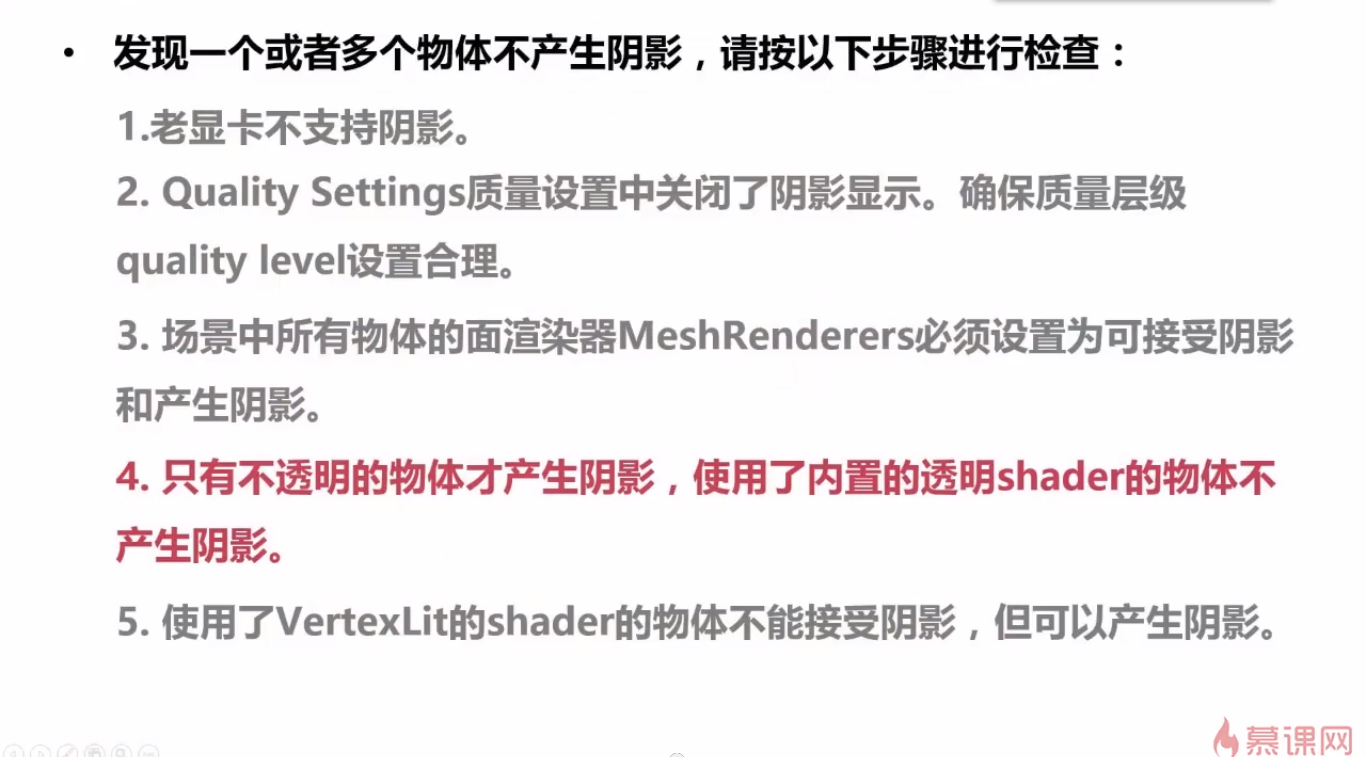 • 发现一个或者多个物体不产生阴影，请按以下步骤进行检查：
1.老显卡不支持阴影。
2. Quality Settings质量设置中关闭了阴影显示。确保质量层级
quality level设置合理。
3. 场景中所有物体的面渲染器MeshRenderers必须设置为可接受阴影
和产生阴影。
4. 只有不透明的物体才产生阴影，使用了内置的透明shader的物体不
产生阴影。
5. 使用了VertexLit的shader的物体不能接受阴影，但可以产生阴影。
慕课网